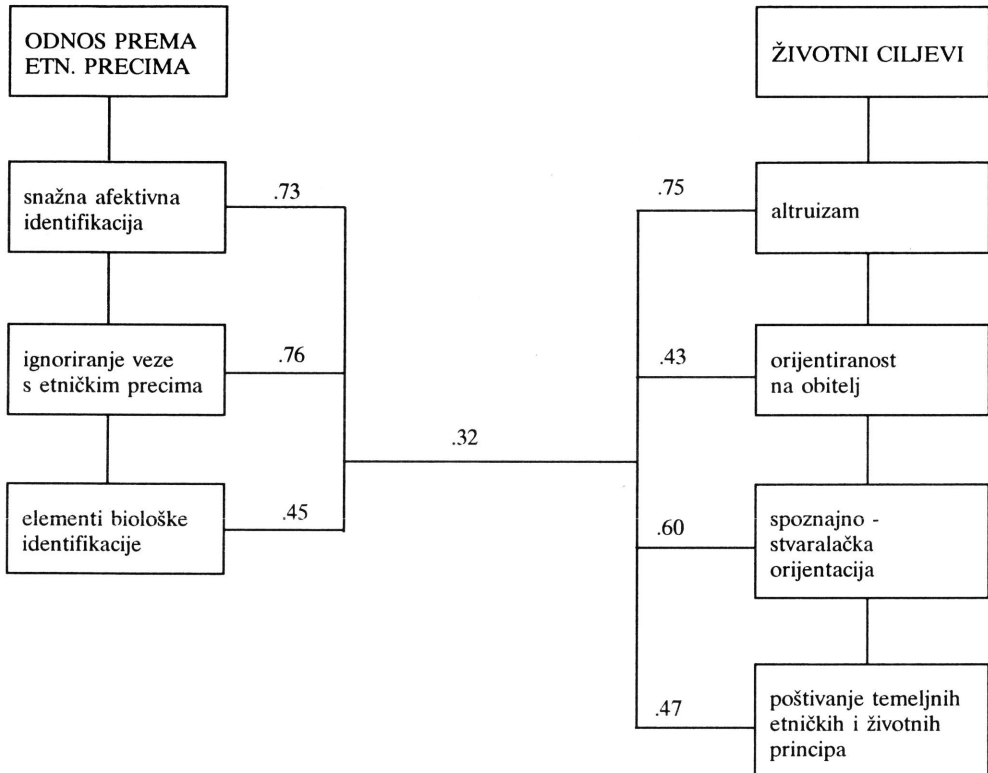 ODNOS PREMA
ETN. PRECIMA
snažna afektivna
identifikacija
.73
ignoriranje veze
s etničkim precima
.76
elementi biološke
identifikacije
.45
.32
ŽIVOTNI CILJEVI
.75
altruizam
.43
orijentiranost
na obitelj
.60
spoznajno -
stvaralačka
orijentacija
.47
poštivanje temeljnih
etničkih i životnih
principa